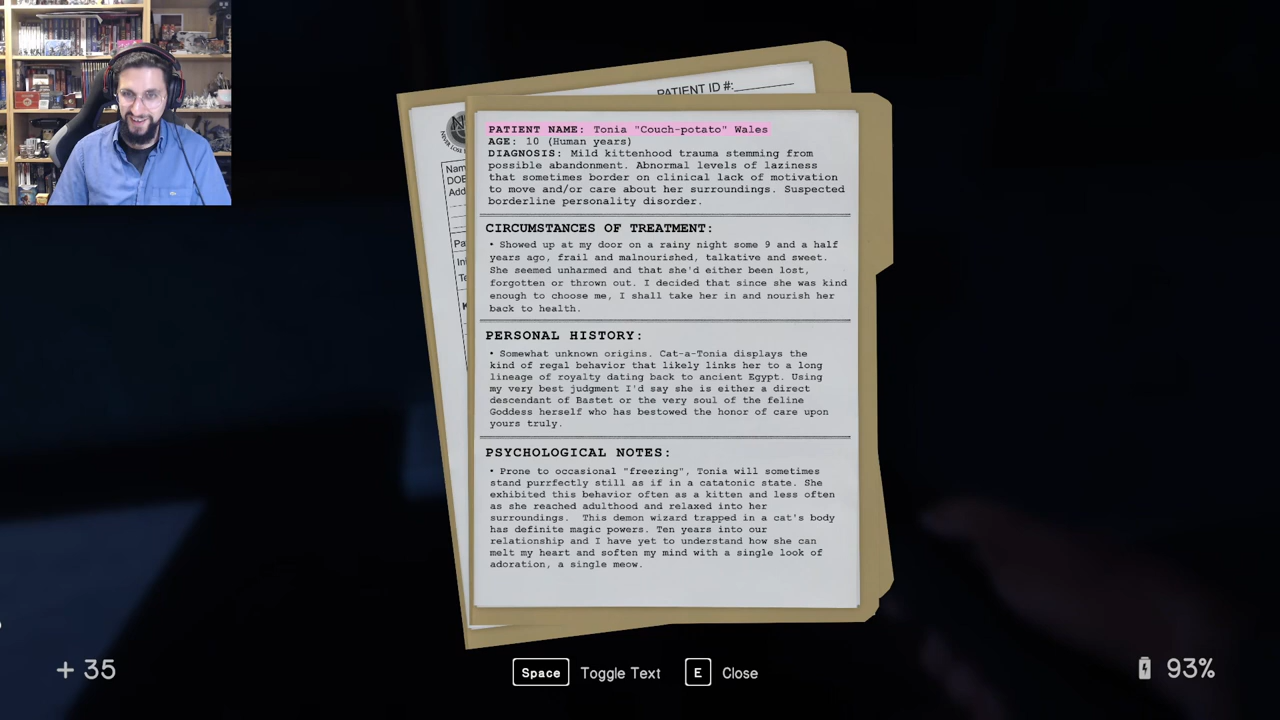 PATIENT ID #:
PATIENT NAME: Tonia "Couch-potato" Wales
AGE: 10 (Human years)
DIAGNOSIS: Mild kittenhood trauma stemming from
possible abandonment. Abnormal levels of laziness
that sometimes border on clinical lack of motivation
to move and/or care about her surroundings. Suspected
borderline personality disorder.
CIRCUMSTANCES OF TREATMENT:
• Showed up at my door on a rainy night some 9 and a half
years ago, frail and malnourished, talkative and sweet.
She seemed unharmed and that she'd either been lost,
forgotten or thrown out. I decided that since she was kind
enough to choose me, I shall take her in and nourish her
back to health.
PERSONAL HISTORY:
• Somewhat unknown origins. Cat-a-Tonia displays the
kind of regal behavior that likely links her to a long
lineage of royalty dating back to ancient Egypt. Using
my very best judgment I'd say she is either a direct
descendant of Bastet or the very soul of the feline
Goddess herself who has bestowed the honor of care upon
yours truly.
PSYCHOLOGICAL NOTES:
• Prone to occasional "freezing", Tonia will sometimes
stand purrfectly still as if in a catatonic state. She
exhibited this behavior often as a kitten and less often
as she reached adulthood and relaxed into her
surroundings. This demon wizard trapped in a cat's body
has definite magic powers. Ten years into our
relationship and I have yet to understand how she can
melt my heart and soften my mind with a single look of
adoration, a single meow.
+ 35
Space Toggle Text E Close
93%